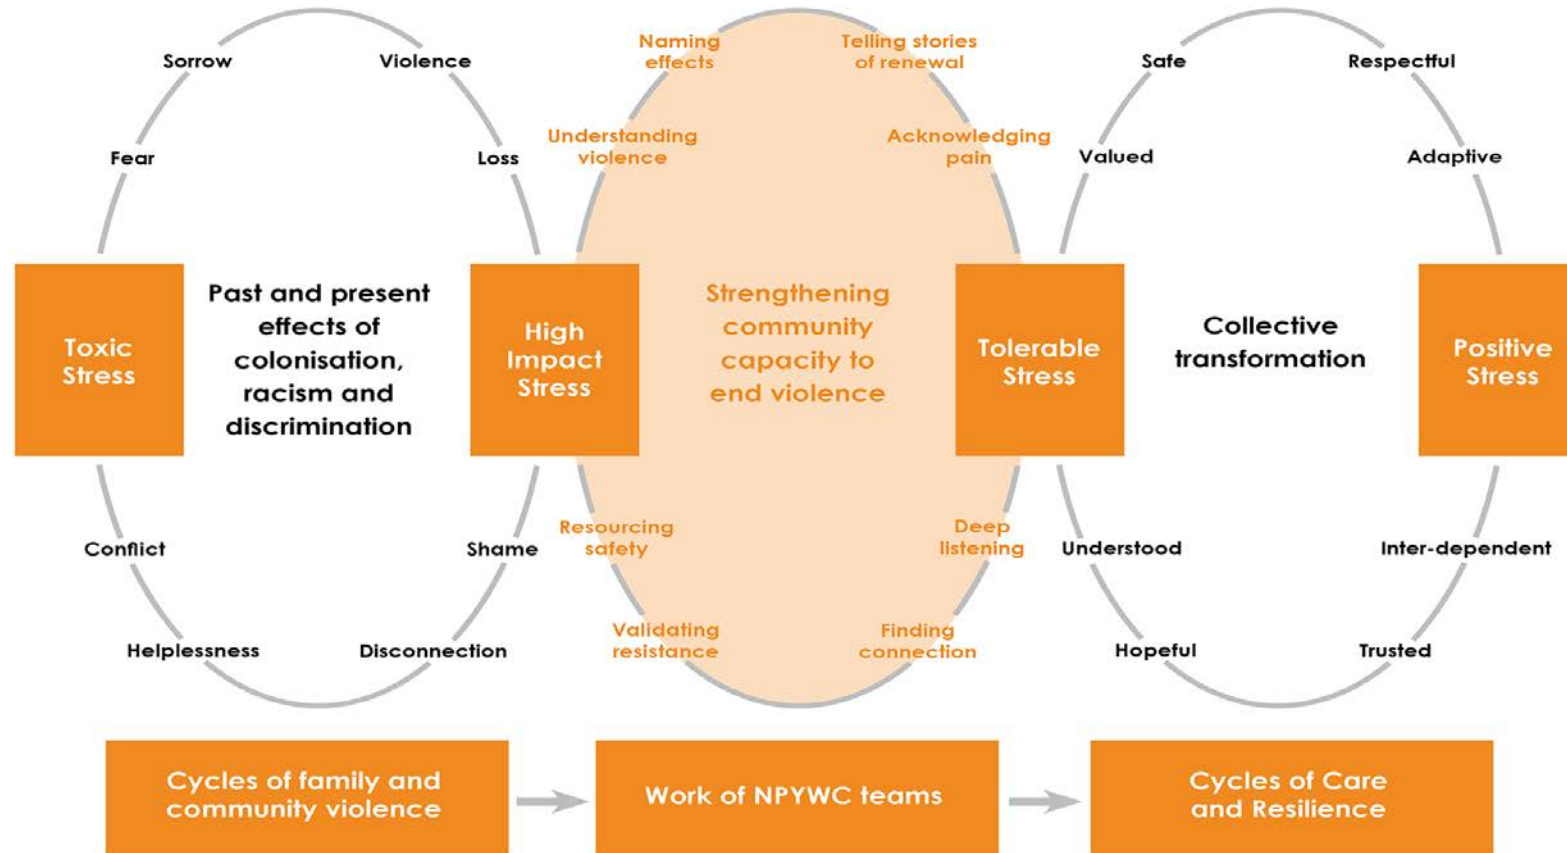 Sorrow
Violence
Fear
Loss
Toxic
Stress
Past and present
effects of
colonisation,
racism and
discrimination
High
Impact
Stress
Conflict
Shame
Helplessness
Disconnection
Naming
effects
Telling stories
of renewal
Understanding
violence
Acknowledging
pain
Strengthening
community
capacity to
end violence
Resourcing
safety
Deep
listening
Validating
resistance
Finding
connection
Safe
Respectful
Valued
Adaptive
Tolerable
Stress
Collective
transformation
Positive
Stress
Understood
Inter-dependent
Hopeful
Trusted
Cycles of family and
community violence
Work of NPYWC teams
Cycles of Care
and Resilience